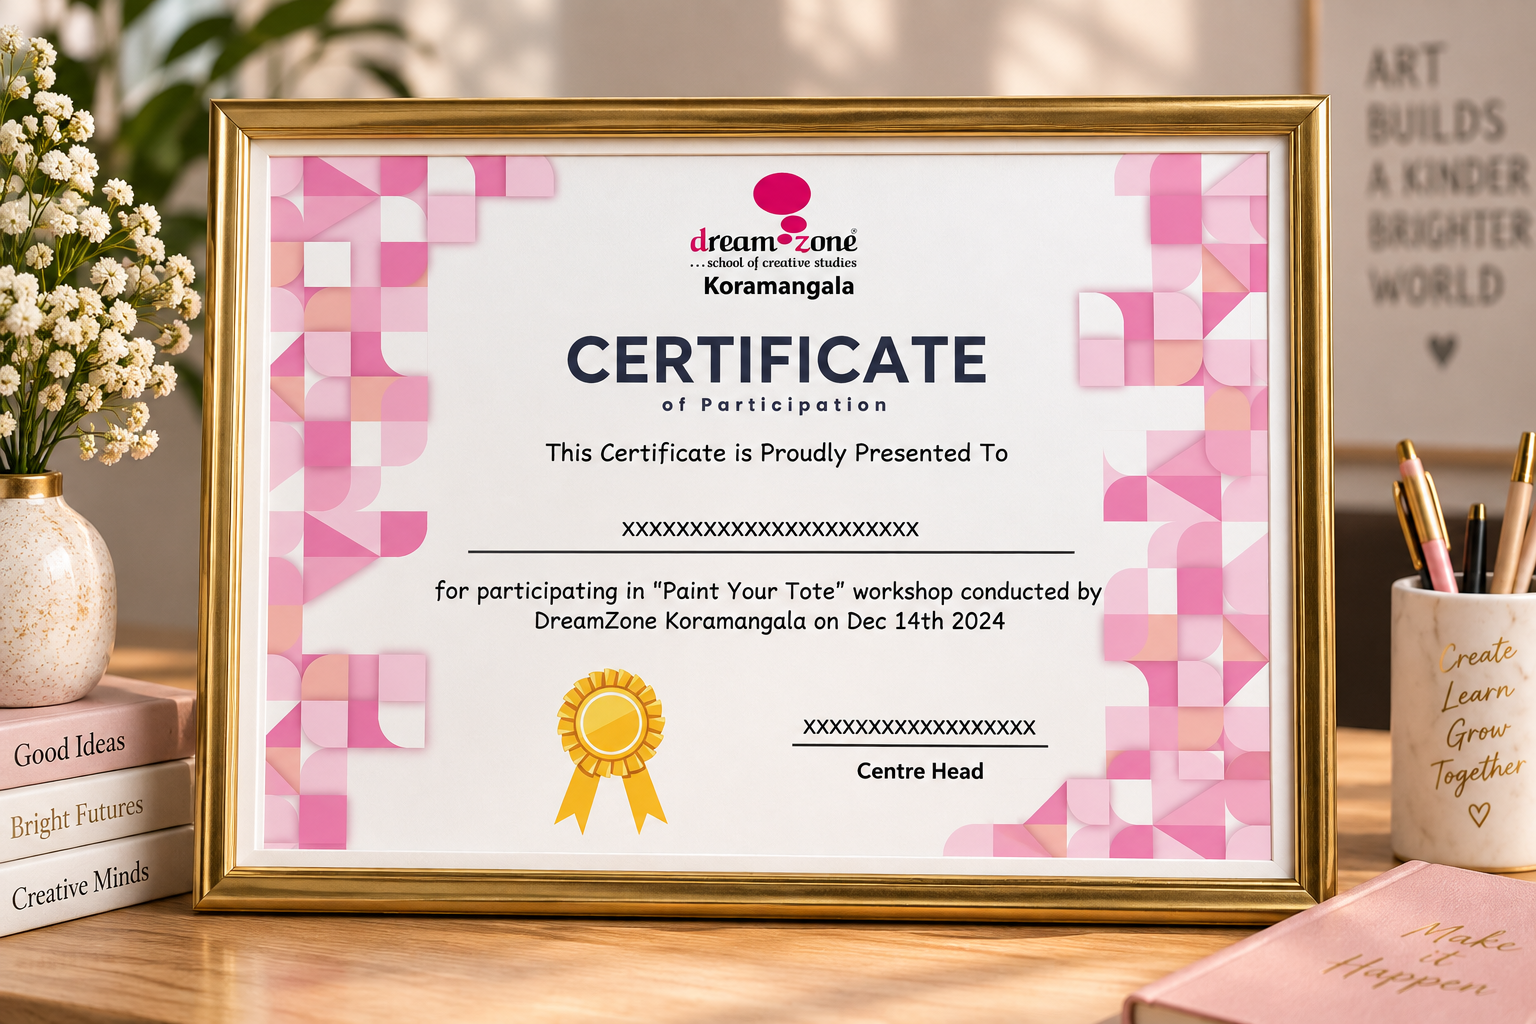 dream zone®
...school of creative studies
Koramangala
CERTIFICATE
of Participation
This Certificate is Proudly Presented To
XXXXXXXXXXXXXXXXXXXXXX
for participating in "Paint Your Tote" workshop conducted by
DreamZone Koramangala on Dec 14th 2024
XXXXXXXXXXXXXXXXXX
Centre Head
Good Ideas
Bright Futures
Creative Minds
ART
BUILDS
A KINDER
BRIGHTER
WORLD
Create
Learn
Grow
Together
Make
it
Happen